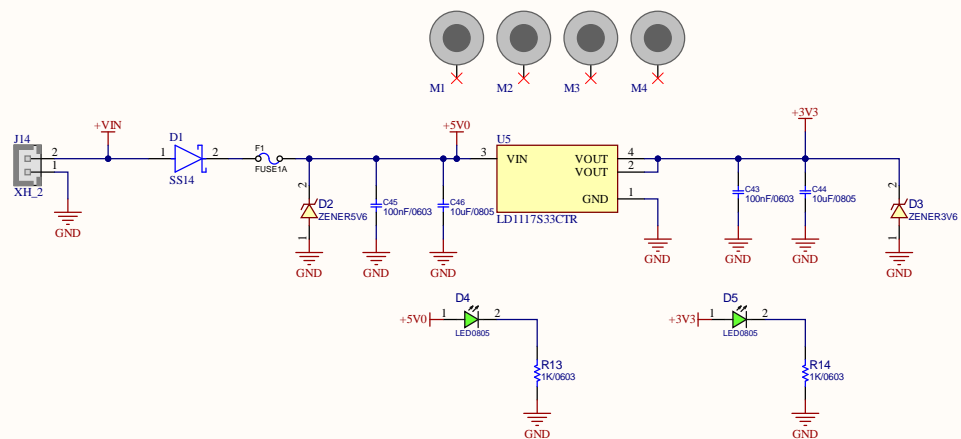 M1
M2
M3
M4
J14
2
1
XH_2
GND
+VIN
D1
1
2
SS14
F1
FUSE1A
2
D2
ZENER5V6
1
GND
C45
100nF/0603
GND
C46
10uF/0805
GND
+5V0
U5
3
VIN
VOUT
4
VOUT
2
GND
1
LD1117S33CTR
GND
C43
100nF/0603
GND
+3V3
C44
10uF/0805
GND
2
D3
ZENER3V6
1
GND
+5V0
D4
1
2
LED0805
R13
1K/0603
GND
+3V3
D5
1
2
LED0805
R14
1K/0603
GND